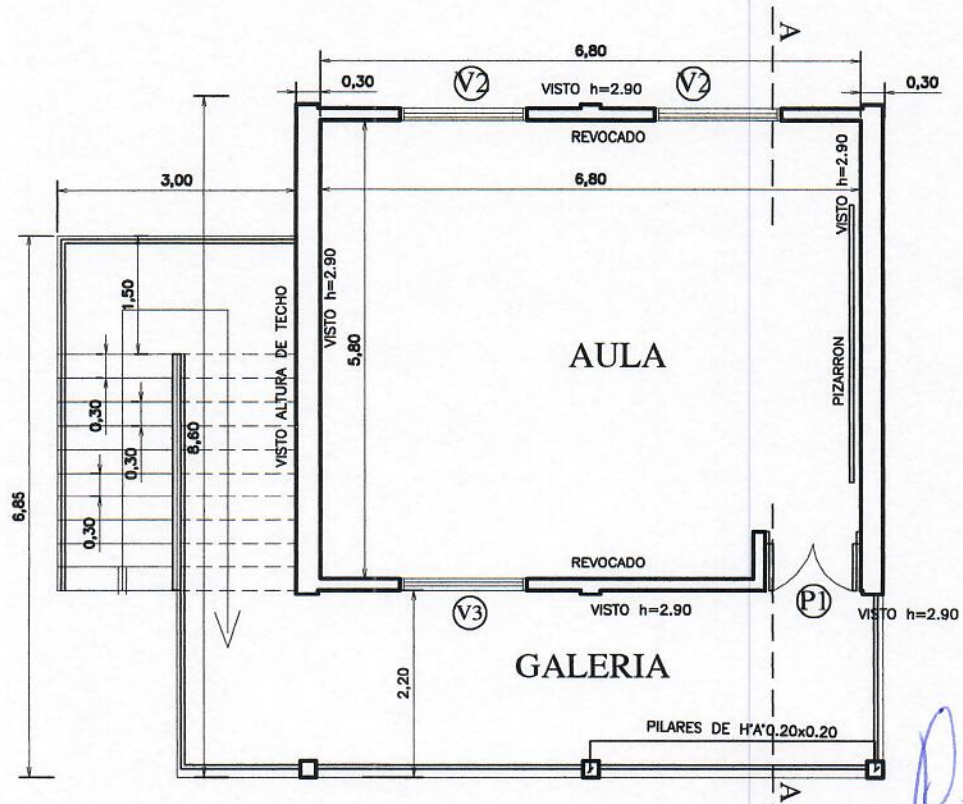 A
6,80
0,30
V2
VISTO h=2.90
V2
0,30
REVOCADO
3,00
6,80
VISTO h=2.90
VISTO h=2.90
1,50
VISTO ALTURA DE TECHO
5,80
AULA
PIZARRON
0,30
8,60
0,30
6,85
0,30
REVOCADO
V3
VISTO h=2.90
P1
VISTO h=2.90
GALERIA
2,20
PILARES DE H°A°0.20x0.20
A